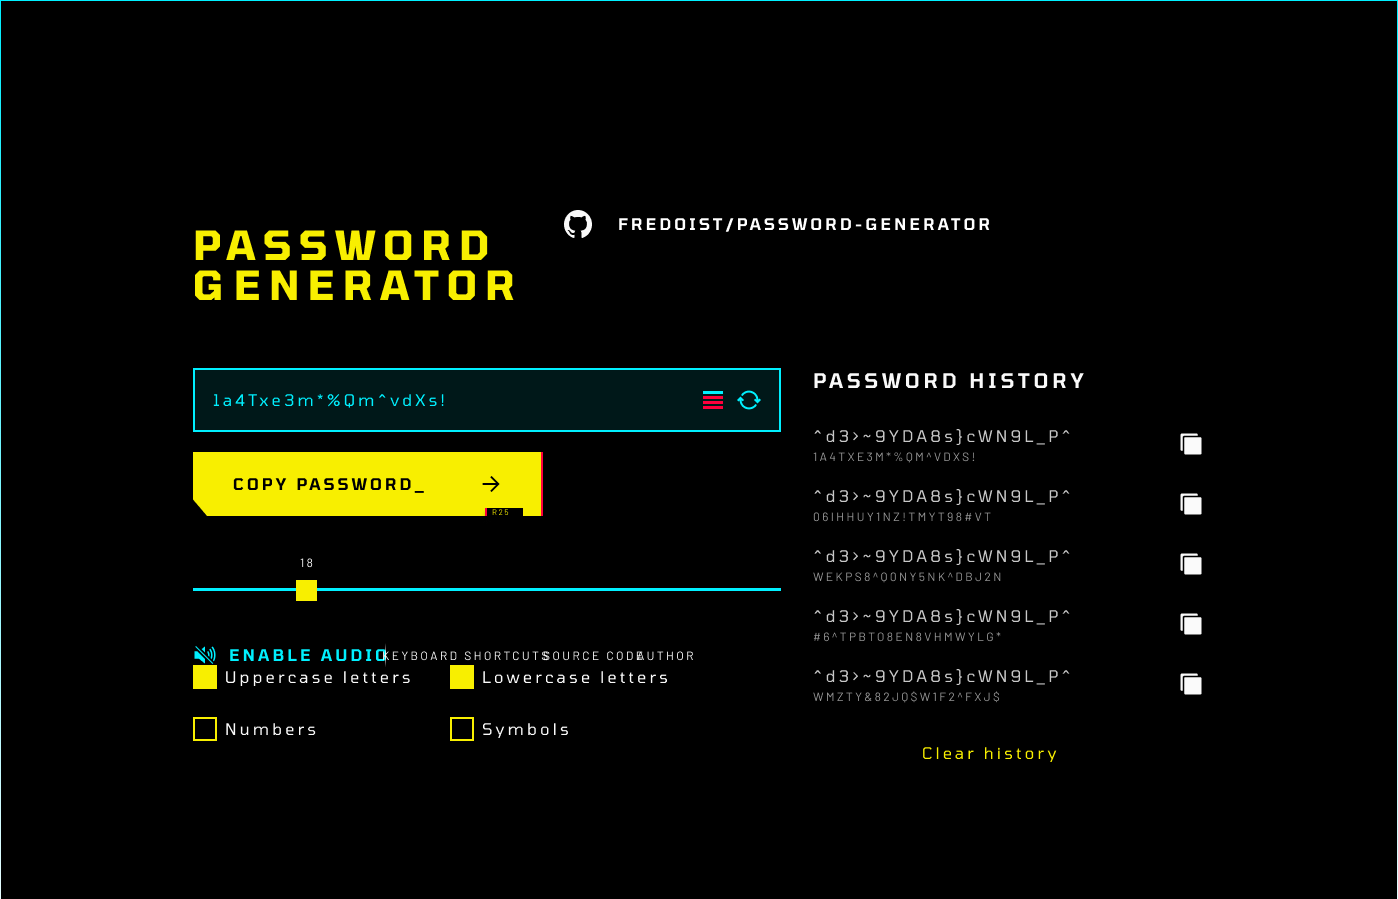 PASSWORD
GENERATOR
FREDOIST/PASSWORD-GENERATOR
1a4Txe3m*%Qm^vdXs!
COPY PASSWORD_
R25
18
ENABLE AUDIO
KEYBOARD SHORTCUTS
SOURCE CODE
AUTHOR
Uppercase letters
Lowercase letters
Numbers
Symbols
PASSWORD HISTORY
^d3>~9YDA8s}cWN9L_P^
1A4TXE3M*%QM^VDXS!
^d3>~9YDA8s}cWN9L_P^
06IHHUY1NZ!TMYT98#VT
^d3>~9YDA8s}cWN9L_P^
WEKPS8^Q0NY5NK^DBJ2N
^d3>~9YDA8s}cWN9L_P^
#6^TPBTO8EN8VHMWYLG*
^d3>~9YDA8s}cWN9L_P^
WMZTY&82JQ$W1F2^FXJ$
Clear history